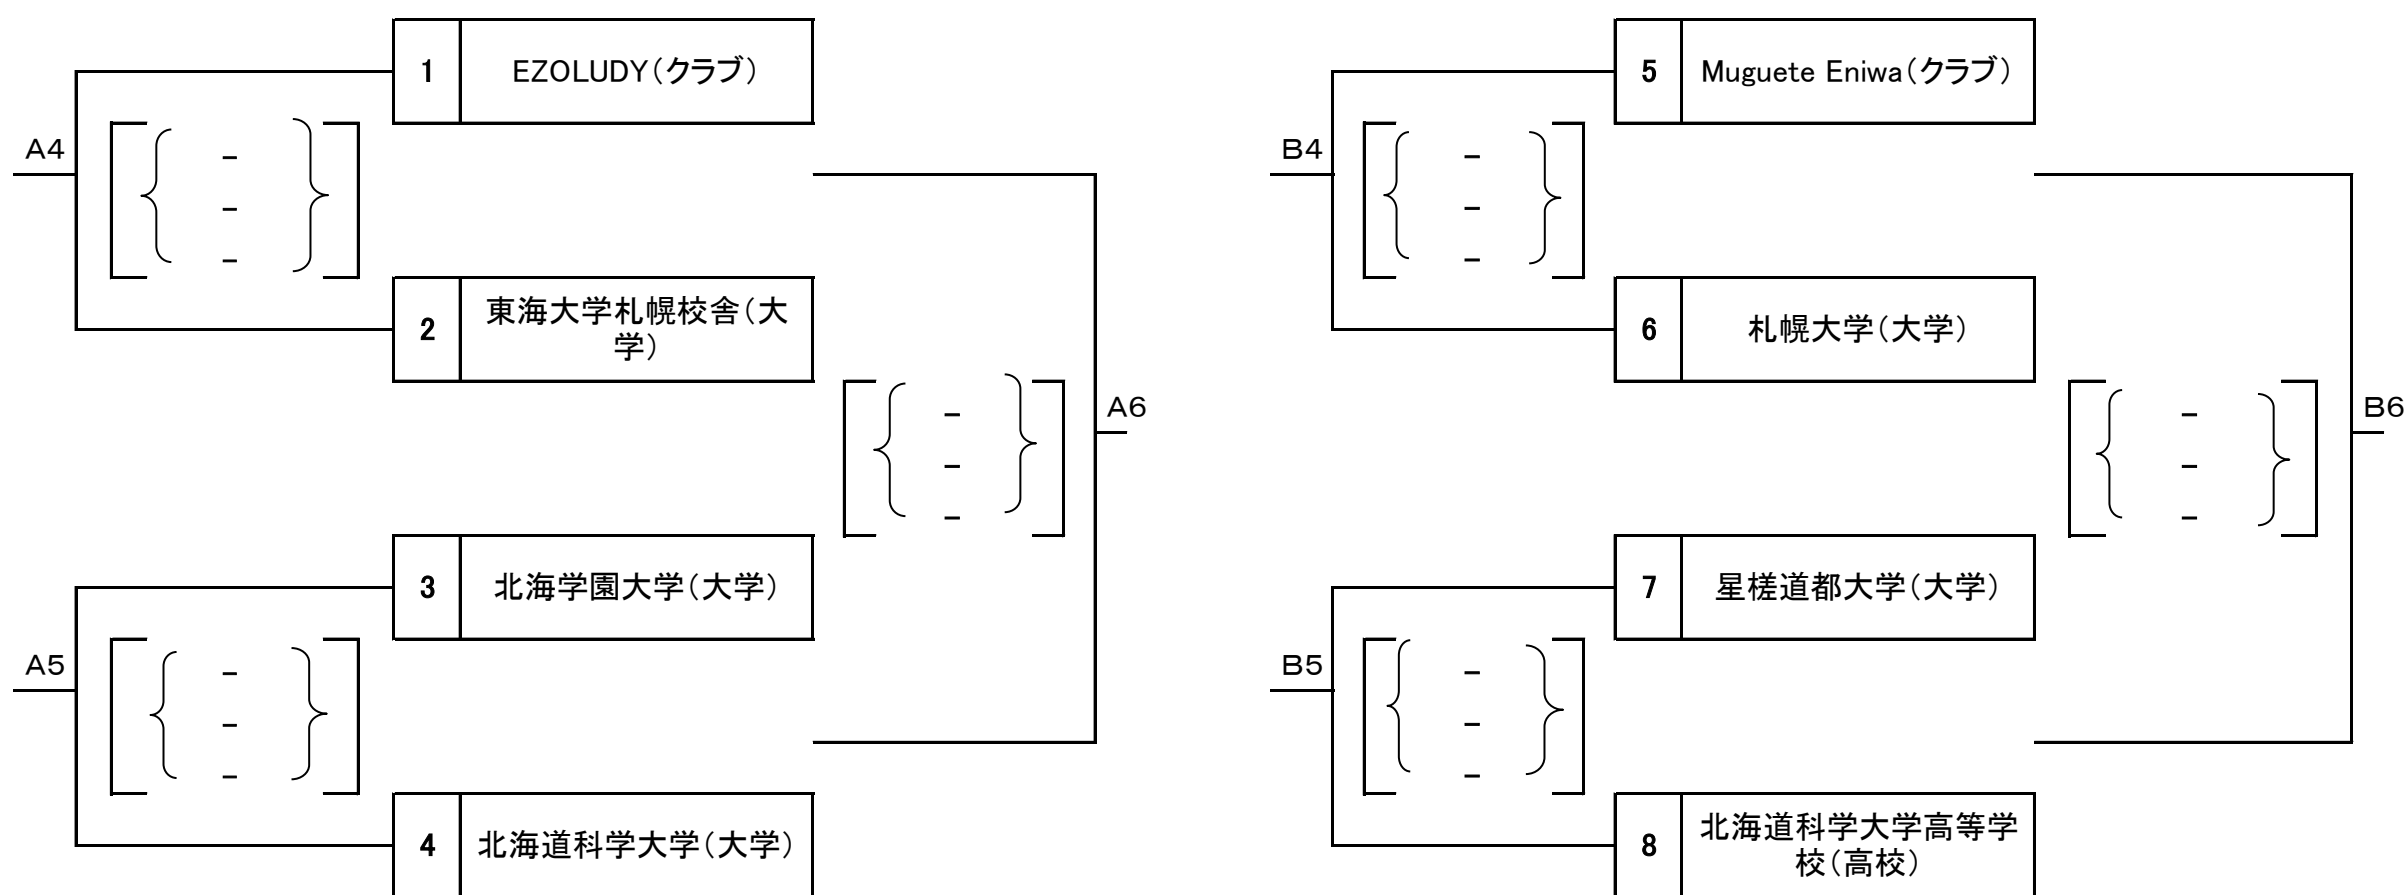 1 EZOLUDY(クラブ)
A4
-
-
-
2 東海大学札幌校舎(大
学)
A6
-
-
-
3 北海学園大学(大学)
A5
-
-
-
4 北海道科学大学(大学)
5 Muguete Eniwa(クラブ)
B4
-
-
-
6 札幌大学(大学)
B6
-
-
-
7 星槎道都大学(大学)
B5
-
-
-
8 北海道科学大学高等学
校(高校)